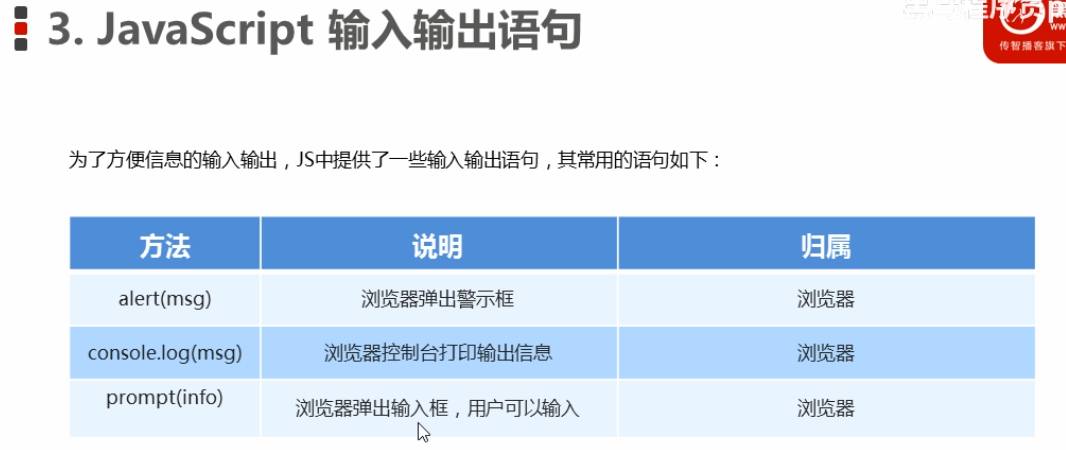 3. JavaScript 输入输出语句
传智播客旗下
为了方便信息的输入输出，JS中提供了一些输入输出语句，其常用的语句如下：
方法 说明 归属
alert(msg) 浏览器弹出警示框 浏览器
console.log(msg) 浏览器控制台打印输出信息 浏览器
prompt(info) 浏览器弹出输入框，用户可以输入 浏览器